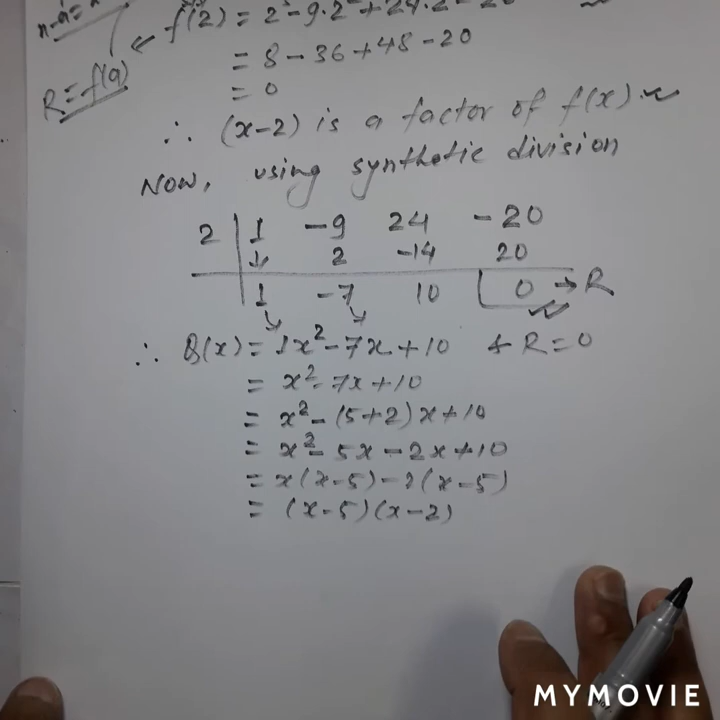 f(2) = 2³ - 9·2² + 24·2 - 20
= 8 - 36 + 48 - 20
= 0
R = f(a)
∴ (x-2) is a factor of f(x).
Now, using synthetic division
2 | 1 -9 24 -20
↓ 2 -14 20
1 -7 10 0 → R
∴ Q(x) = 1x² - 7x + 10 & R = 0
= x² - 7x + 10
= x² - (5+2)x + 10
= x² - 5x - 2x + 10
= x(x-5) - 2(x-5)
= (x-5)(x-2)
MYMOVIE